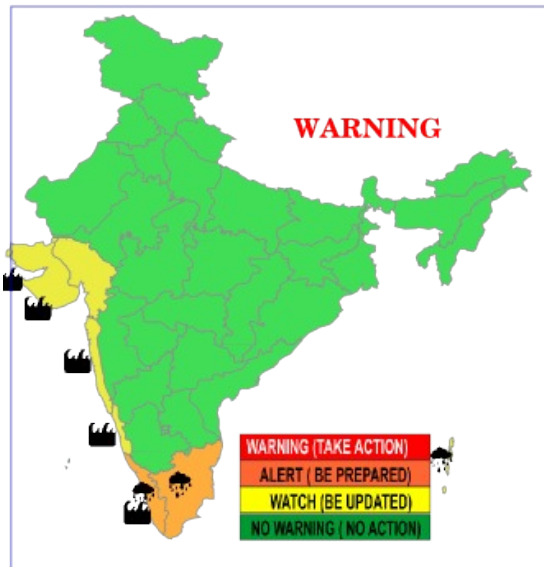 WARNING
WARNING (TAKE ACTION)
ALERT ( BE PREPARED)
WATCH (BE UPDATED)
NO WARNING ( NO ACTION)